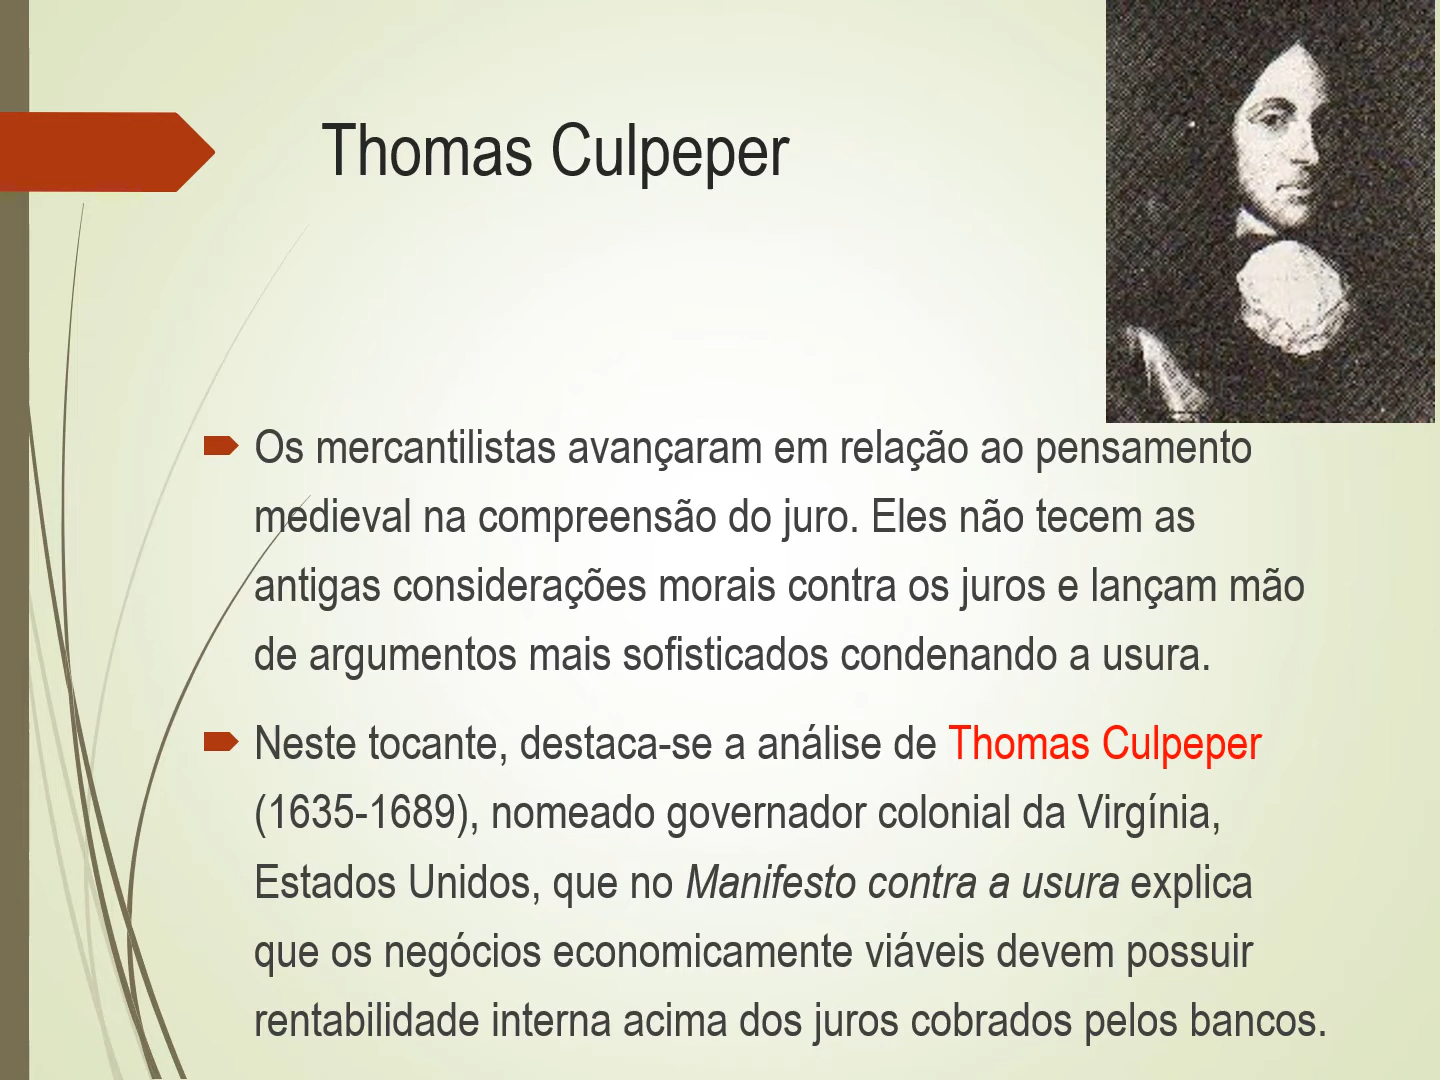 Thomas Culpeper
Os mercantilistas avançaram em relação ao pensamento
medieval na compreensão do juro. Eles não tecem as
antigas considerações morais contra os juros e lançam mão
de argumentos mais sofisticados condenando a usura.
Neste tocante, destaca-se a análise de Thomas Culpeper
(1635-1689), nomeado governador colonial da Virgínia,
Estados Unidos, que no Manifesto contra a usura explica
que os negócios economicamente viáveis devem possuir
rentabilidade interna acima dos juros cobrados pelos bancos.